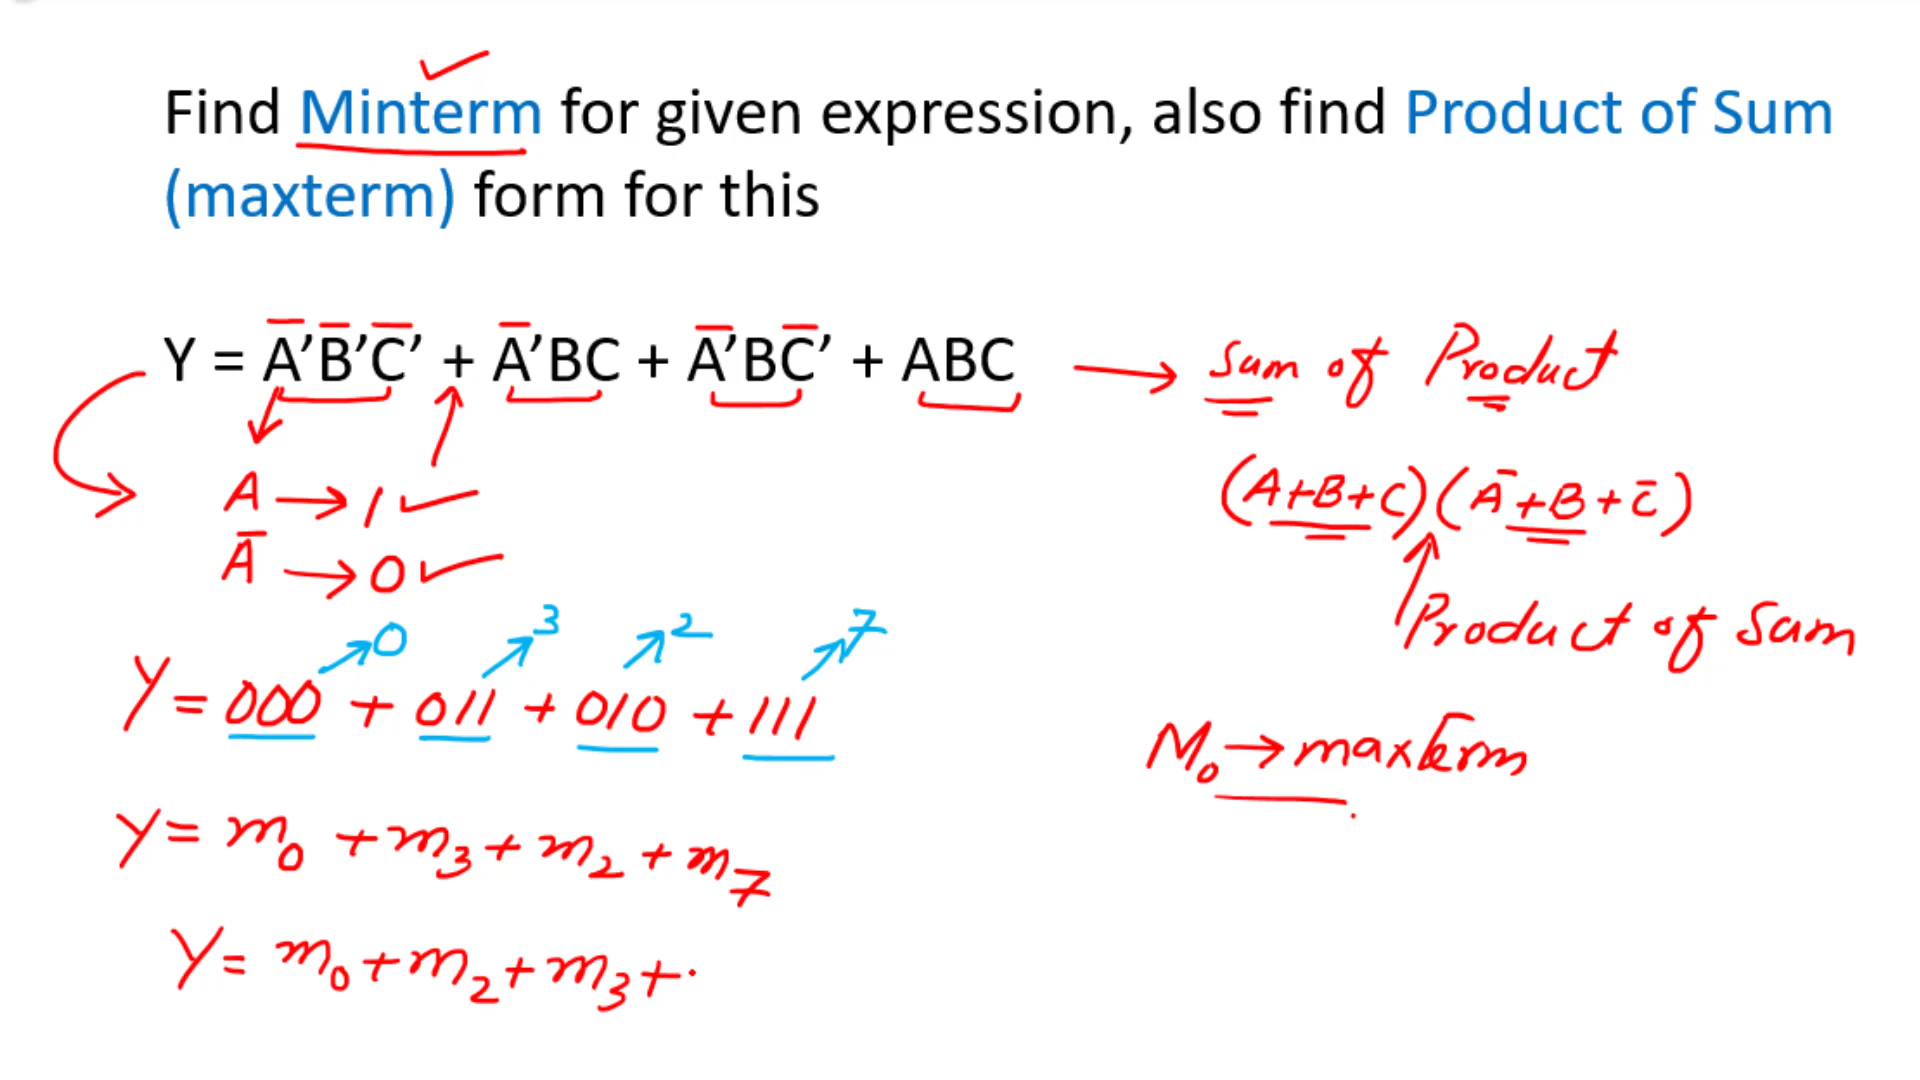 Find Minterm for given expression, also find Product of Sum
(maxterm) form for this
Y = A̅'B̅'C̅' + A̅'BC + A̅'BC̅' + ABC → Sum of Product
A → 1
A̅ → 0
(A+B+C)(A̅+B+C̅)
Product of Sum
0 3 2 7
Y = 000 + 011 + 010 + 111
M₀ → maxterm
Y = m₀ + m₃ + m₂ + m₇
Y = m₀ + m₂ + m₃ +